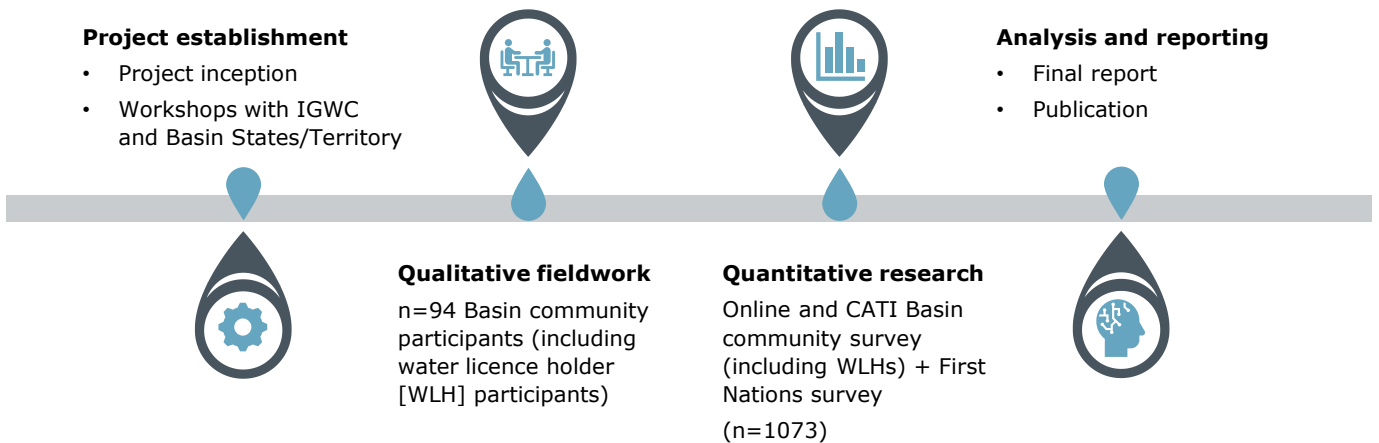 Project establishment
• Project inception
• Workshops with IGWC
and Basin States/Territory
Qualitative fieldwork
n=94 Basin community
participants (including
water licence holder
[WLH] participants)
Quantitative research
Online and CATI Basin
community survey
(including WLHs) + First
Nations survey
(n=1073)
Analysis and reporting
• Final report
• Publication